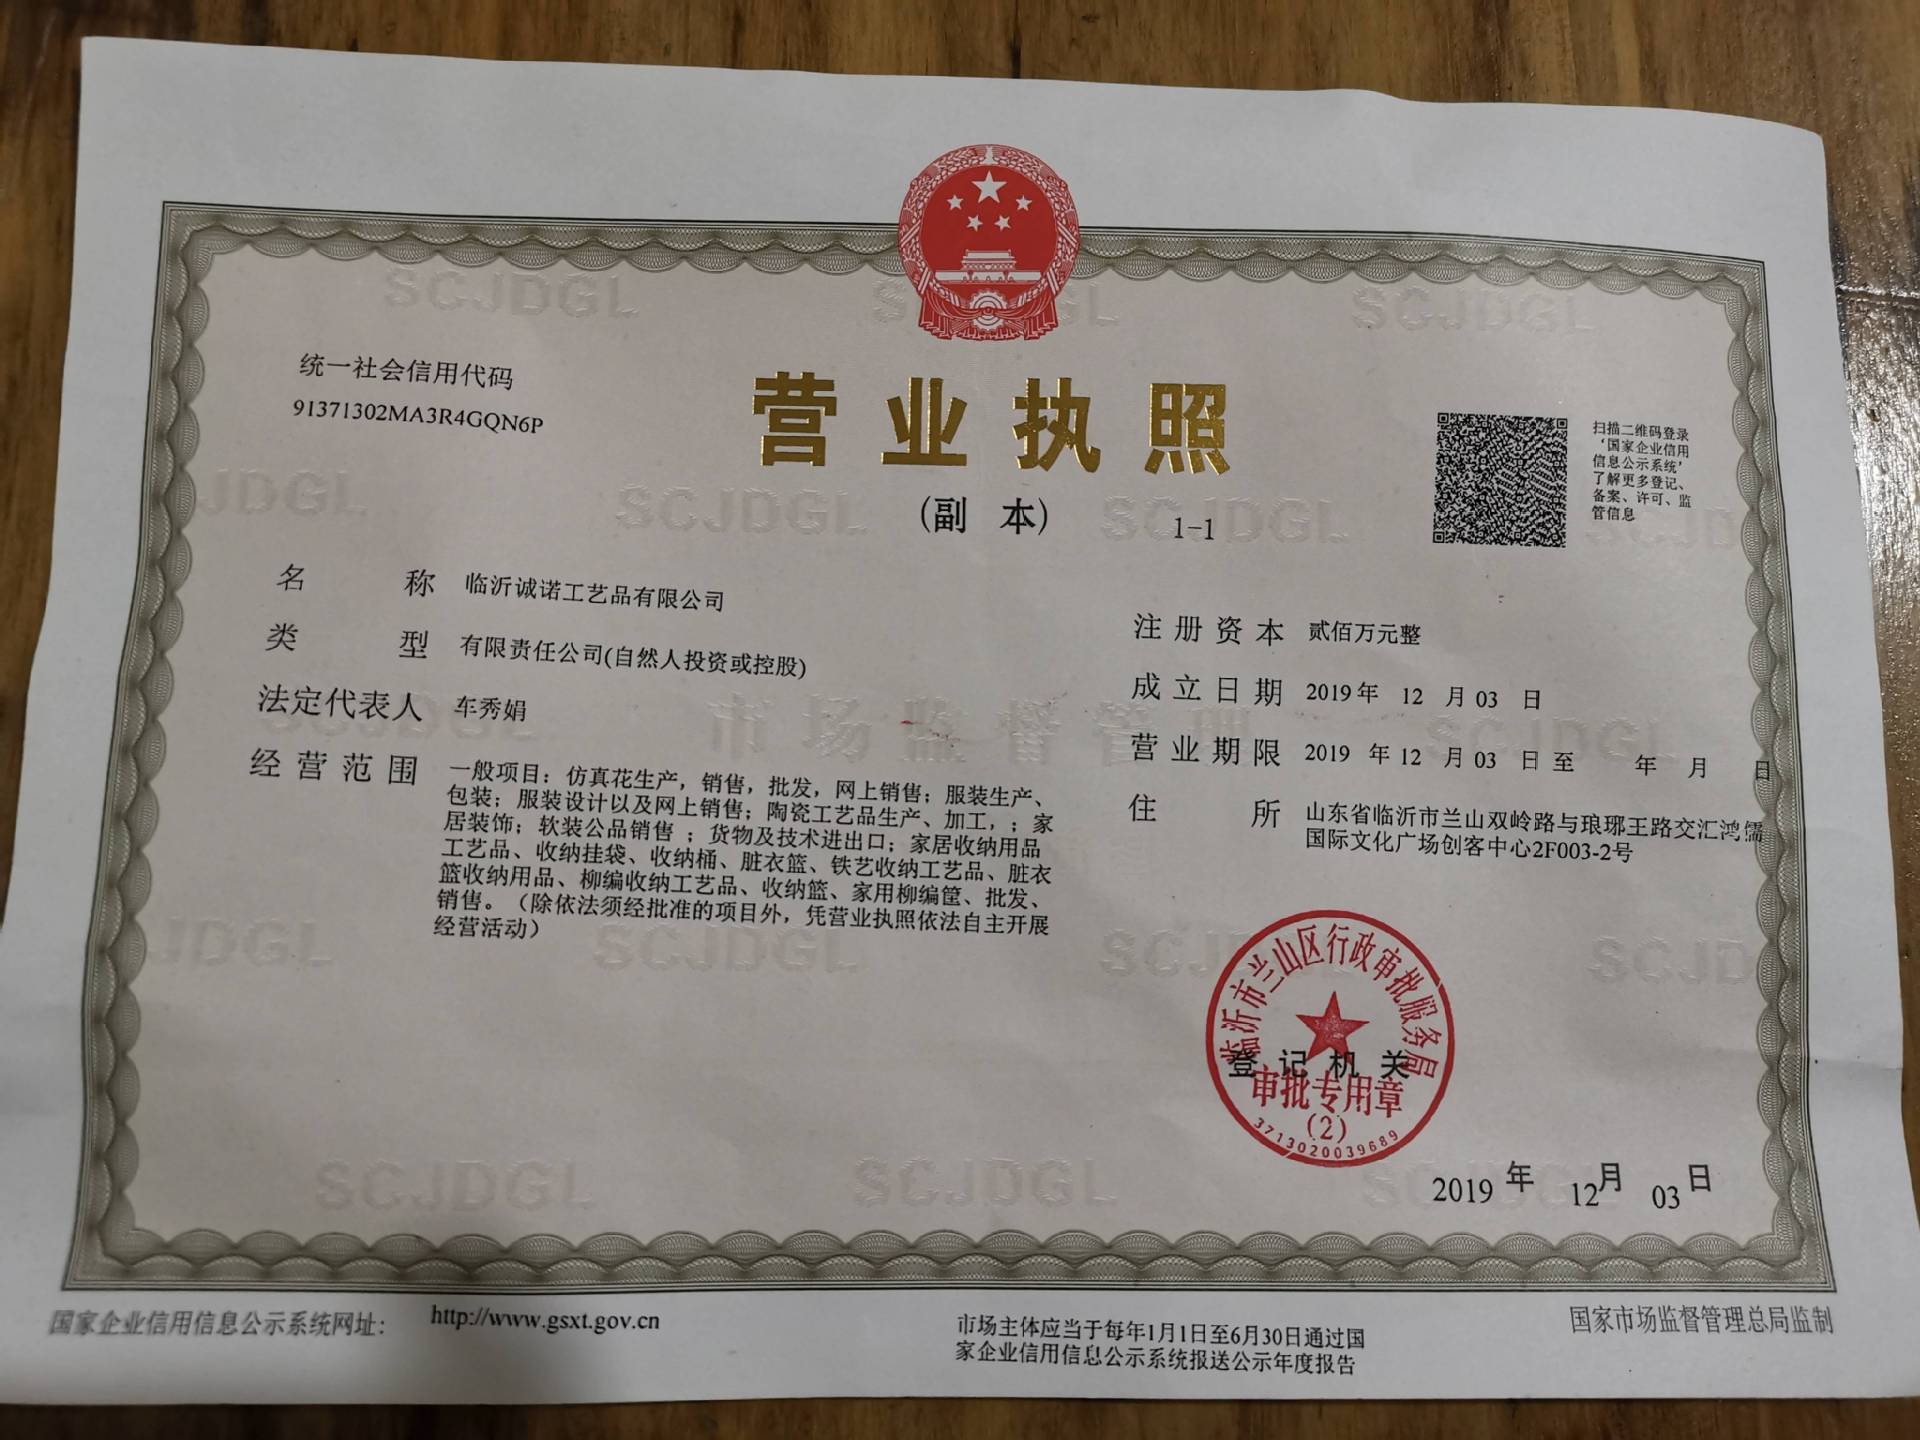 统一社会信用代码
91371302MA3R4GQN6P
营业执照
(副 本) 1-1
扫描二维码登录
‘国家企业信用
信息公示系统’
了解更多登记、
备案、许可、监
管信息
名 称 临沂诚诺工艺品有限公司
类 型 有限责任公司(自然人投资或控股)
法定代表人 车秀娟
经营范围 一般项目：仿真花生产，销售，批发，网上销售；服装生产、
包装；服装设计以及网上销售；陶瓷工艺品生产、加工，；家
居装饰；软装公品销售 ；货物及技术进出口；家居收纳用品
工艺品、收纳挂袋、收纳桶、脏衣篮、铁艺收纳工艺品、脏衣
篮收纳用品、柳编收纳工艺品、收纳篮、家用柳编筐、批发、
销售。（除依法须经批准的项目外，凭营业执照依法自主开展
经营活动）
注册资本 贰佰万元整
成立日期 2019年 12 月 03 日
营业期限 2019 年 12 月 03 日 至 年 月 日
住 所 山东省临沂市兰山双岭路与琅琊王路交汇鸿儒
国际文化广场创客中心2F003-2号
临沂市兰山区行政审批服务局
登记机关
审批专用章
(2)
3713020039689
2019 年 12月 03 日
国家企业信用信息公示系统网址： http://www.gsxt.gov.cn
市场主体应当于每年1月1日至6月30日通过国
家企业信用信息公示系统报送公示年度报告
国家市场监督管理总局监制
SCJDGL
市场监督管理